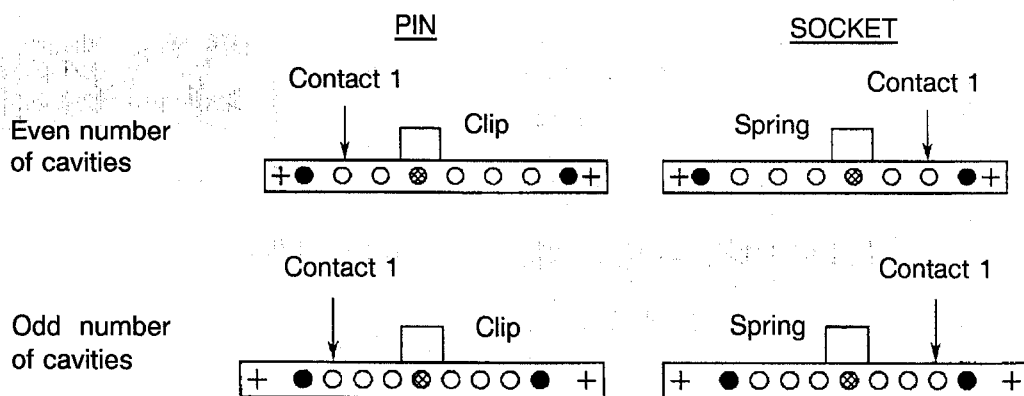 PIN
SOCKET
Contact 1
Contact 1
Even number
of cavities
Clip
Spring
Contact 1
Contact 1
Odd number
of cavities
Clip
Spring